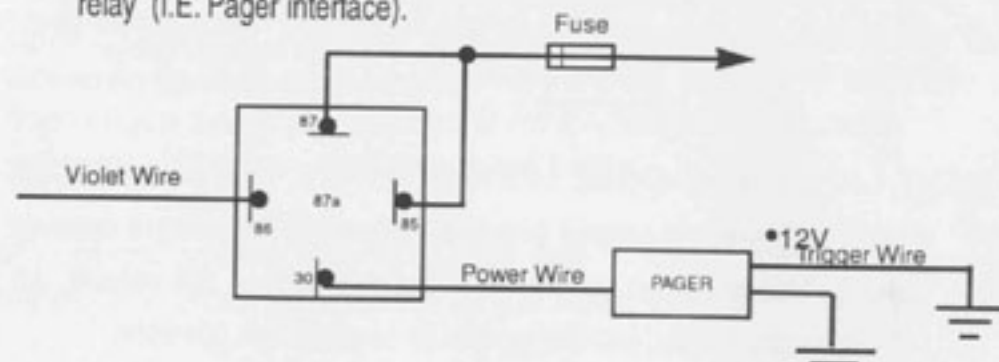 relay (I.E. Pager interface).
Fuse
87
Violet Wire
87a
86
85
30
Power Wire
PAGER
•12V
Trigger Wire